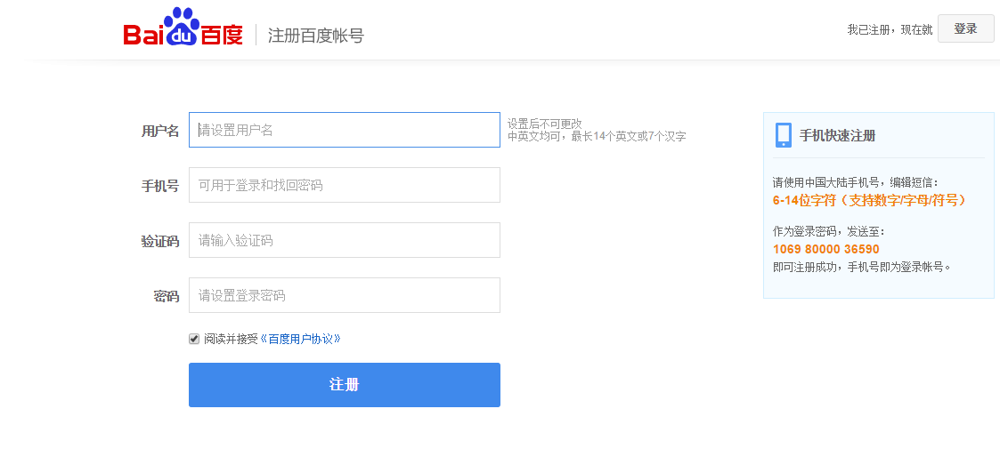 Bai du 百度 注册百度帐号
我已注册，现在就 登录
用户名 请设置用户名
设置后不可更改
中英文均可，最长14个英文或7个汉字
手机号 可用于登录和找回密码
验证码 请输入验证码
密码 请设置登录密码
阅读并接受《百度用户协议》
注册
手机快速注册
请使用中国大陆手机号，编辑短信：
6-14位字符（支持数字/字母/符号）
作为登录密码，发送至：
1069 80000 36590
即可注册成功，手机号即为登录帐号。